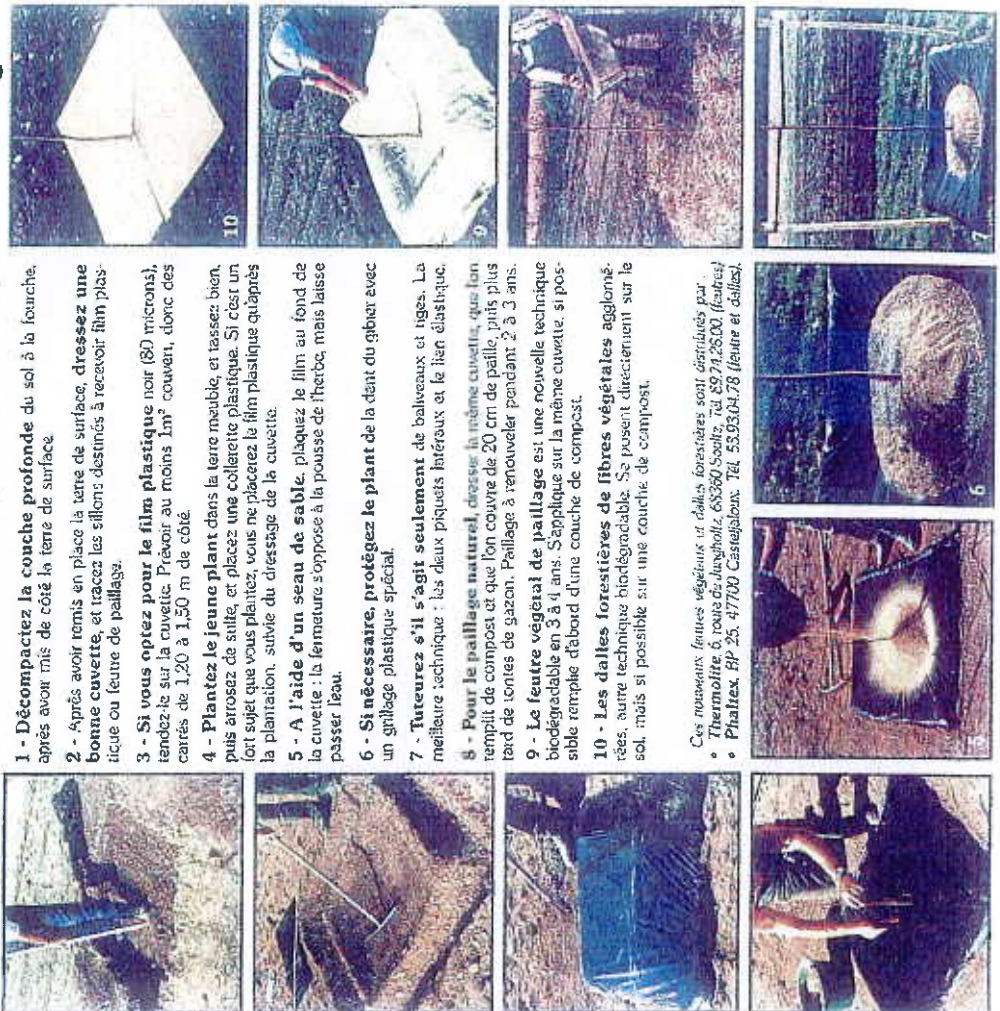 1 - Décompactez la couche profonde du sol à la fourche,
après avoir mis de côté la terre de surface.
2 - Après avoir remis en place la terre de surface, dressez une
bonne cuvette, et tracez les sillons destinés à recevoir film plas-
tique ou feutre de paillage.
3 - Si vous optez pour le film plastique noir (80 microns),
tendez-le sur la cuvette. Prévoir au moins 1m² couvert, donc des
carrés de 1,20 à 1,50 m de côté.
4 - Plantez le jeune plant dans la terre meuble, et tassez bien,
puis arrosez de suite, et placez une collerette plastique. Si c'est un
fort sujet que vous plantez, vous ne placerez le film plastique qu'après
la plantation, suivie du dressage de la cuvette.
5 - A l'aide d'un seau de sable, plaquez le film au fond de
la cuvette : la fermeture s'oppose à la pousse de l'herbe, mais laisse
passer l'eau.
6 - Si nécessaire, protégez le plant de la dent du gibier avec
un grillage plastique spécial.
7 - Tuteurez s'il s'agit seulement de baliveaux et tiges. La
meilleure technique : les deux piquets latéraux et le lien élastique.
8 - Pour le paillage naturel, dresser la même cuvette, que l'on
remplit de compost et que l'on couvre de 20 cm de paille, puis plus
tard de tontes de gazon. Paillage à renouveler pendant 2 à 3 ans.
9 - Le feutre végétal de paillage est une nouvelle technique
biodégradable en 3 à 4 ans. S'applique sur la même cuvette, si pos-
sible remplie d'abord d'une couche de compost.
10 - Les dalles forestières de fibres végétales agglomé-
rées, autre technique biodégradable. Se posent directement sur le
sol, mais si possible sur une couche de compost.
Ces nouveaux feutres végétaux et dalles forestières sont distribués par
• Thermolite, 6, route de Jungholtz, 68360 Soultz, Tél. 89.74.26.00. (feutres)
• Phaltex, BP 25, 47700 Casteljaloux. Tél. 53.93.04.78 (feutre et dalles).
10
9
7
6
5